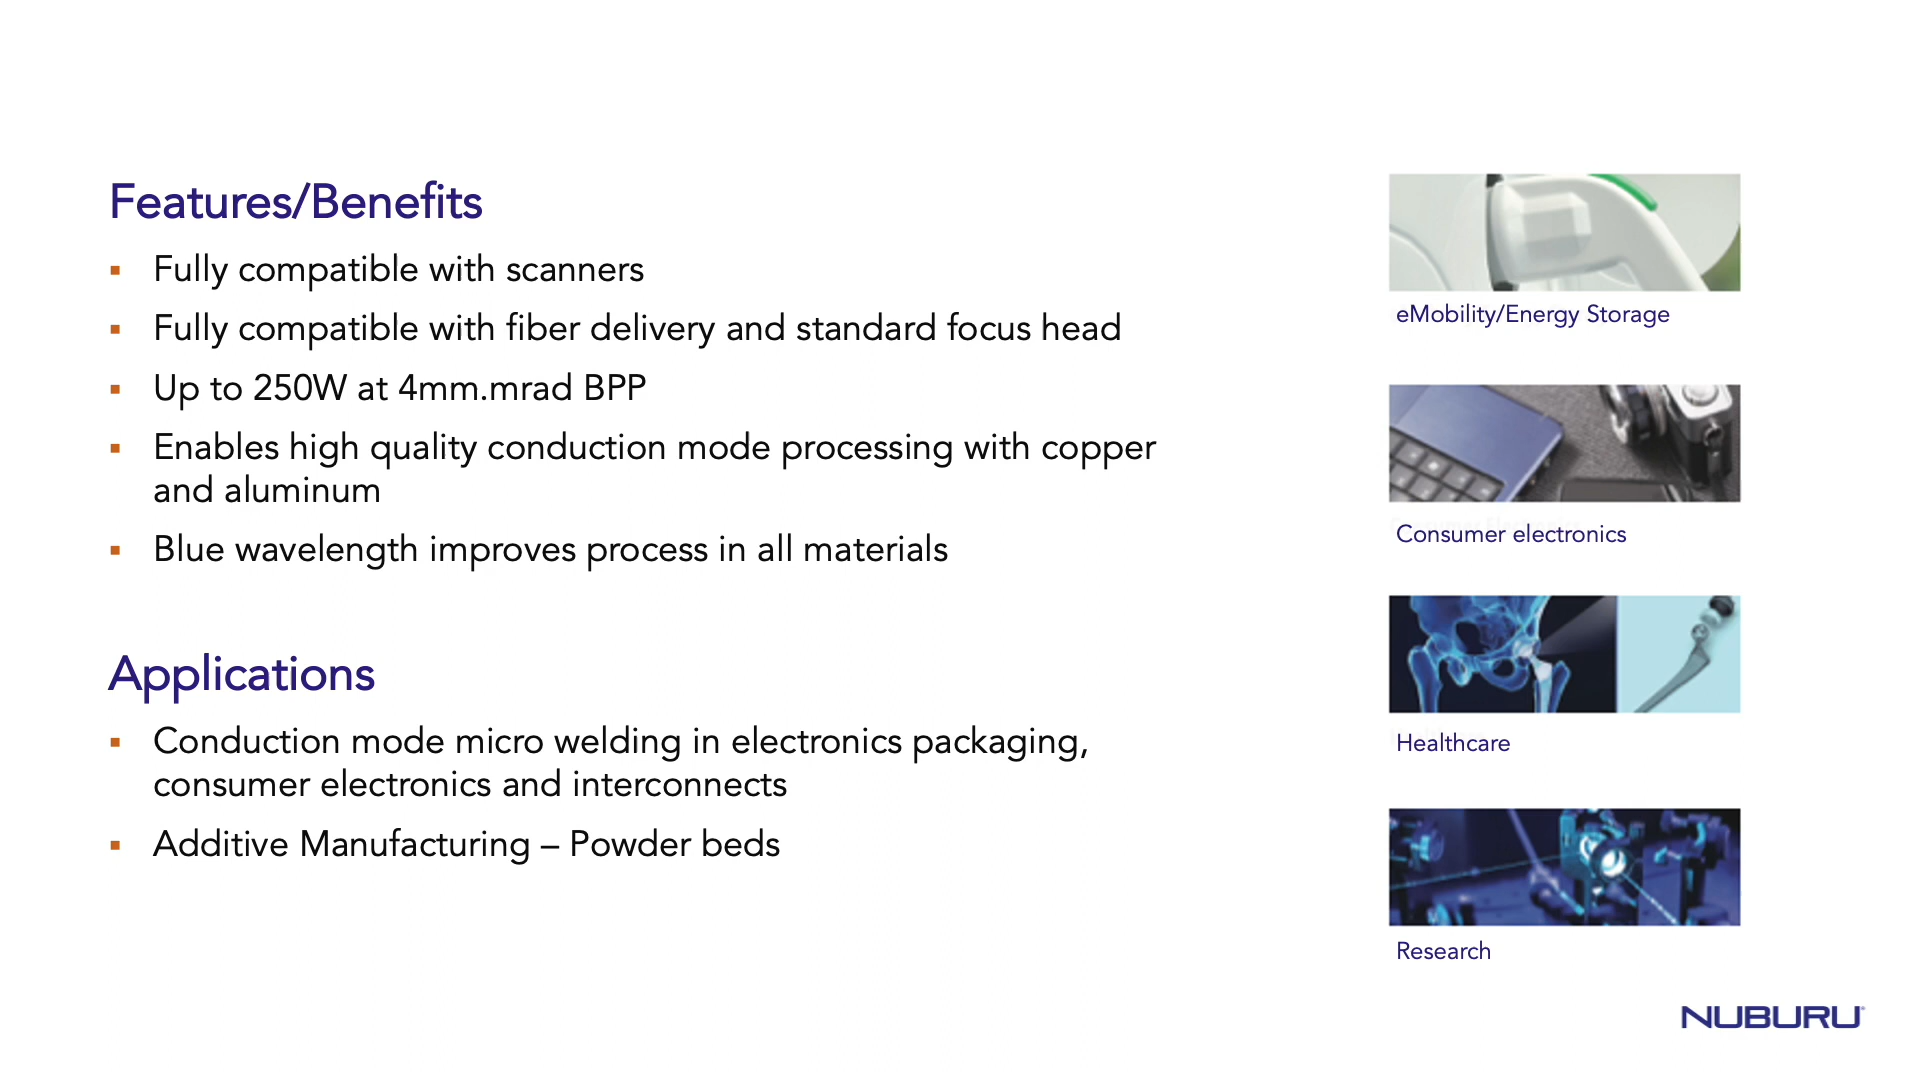 Features/Benefits
▪ Fully compatible with scanners
▪ Fully compatible with fiber delivery and standard focus head
▪ Up to 250W at 4mm.mrad BPP
▪ Enables high quality conduction mode processing with copper
and aluminum
▪ Blue wavelength improves process in all materials
Applications
▪ Conduction mode micro welding in electronics packaging,
consumer electronics and interconnects
▪ Additive Manufacturing – Powder beds
eMobility/Energy Storage
Consumer electronics
Healthcare
Research
NUBURU